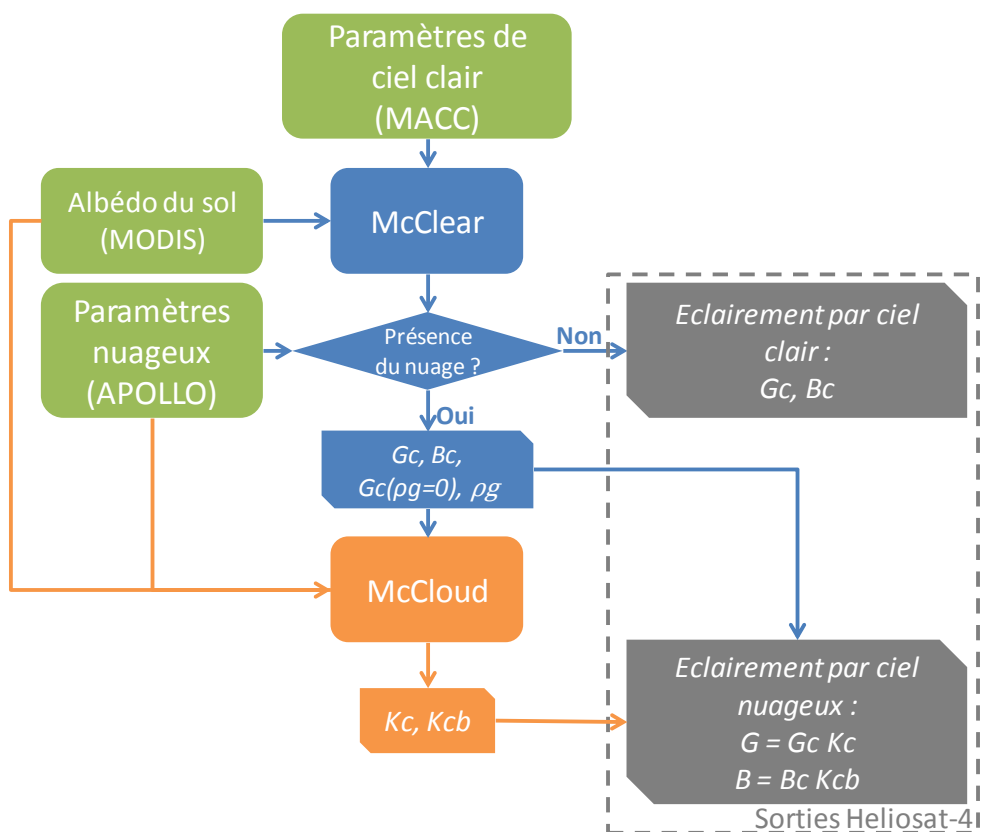 Paramètres de
ciel clair
(MACC)
Albédo du sol
(MODIS)
McClear
Paramètres
nuageux
(APOLLO)
Présence
du nuage ?
Non
Eclairement par ciel
clair :
Gc, Bc
Oui
Gc, Bc,
Gc(ρg=0), ρg
McCloud
Kc, Kcb
Eclairement par ciel
nuageux :
G = Gc Kc
B = Bc Kcb
Sorties Heliosat-4